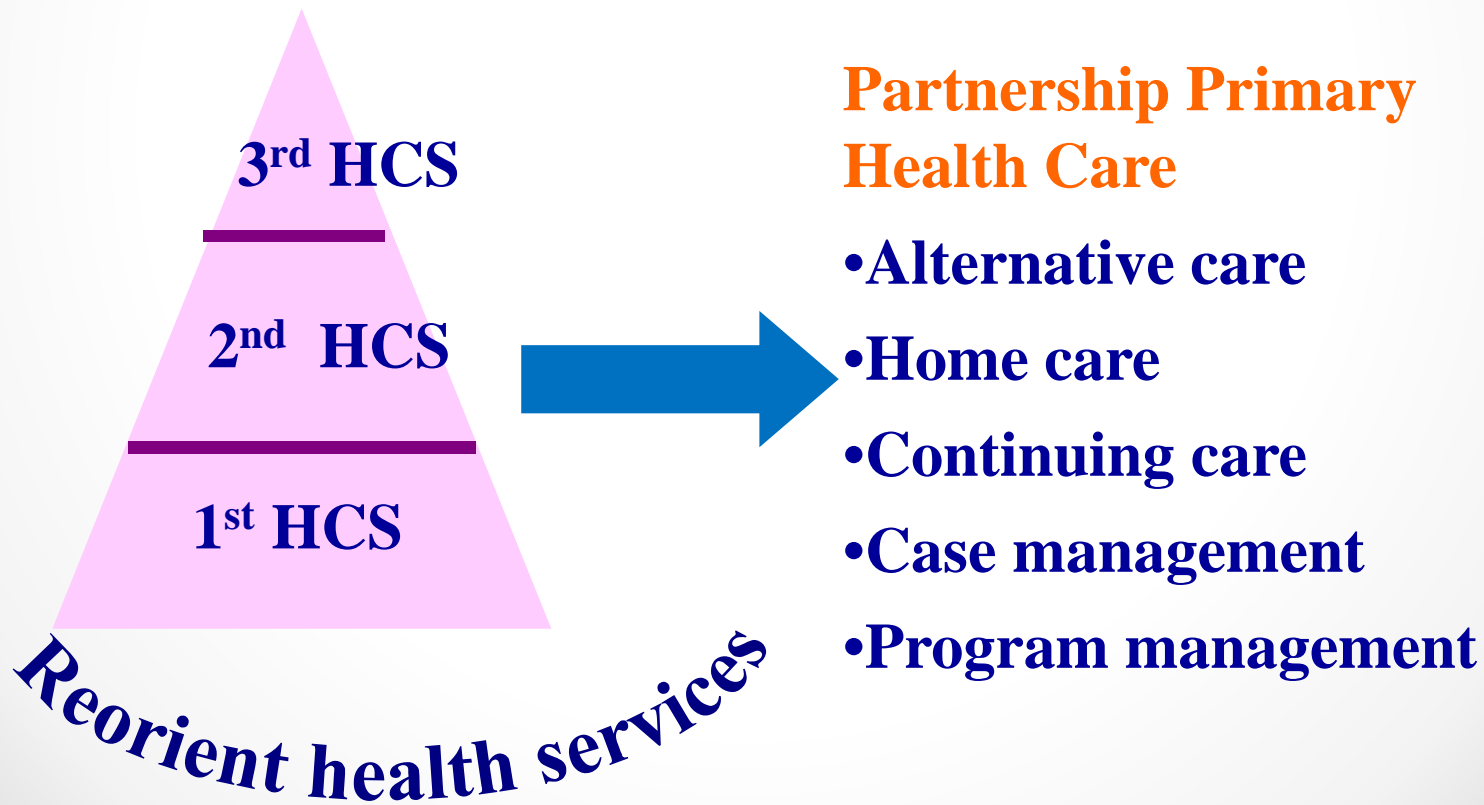 3rd HCS
2nd HCS
1st HCS
Reorient health services
Partnership Primary
Health Care
•Alternative care
•Home care
•Continuing care
•Case management
•Program management